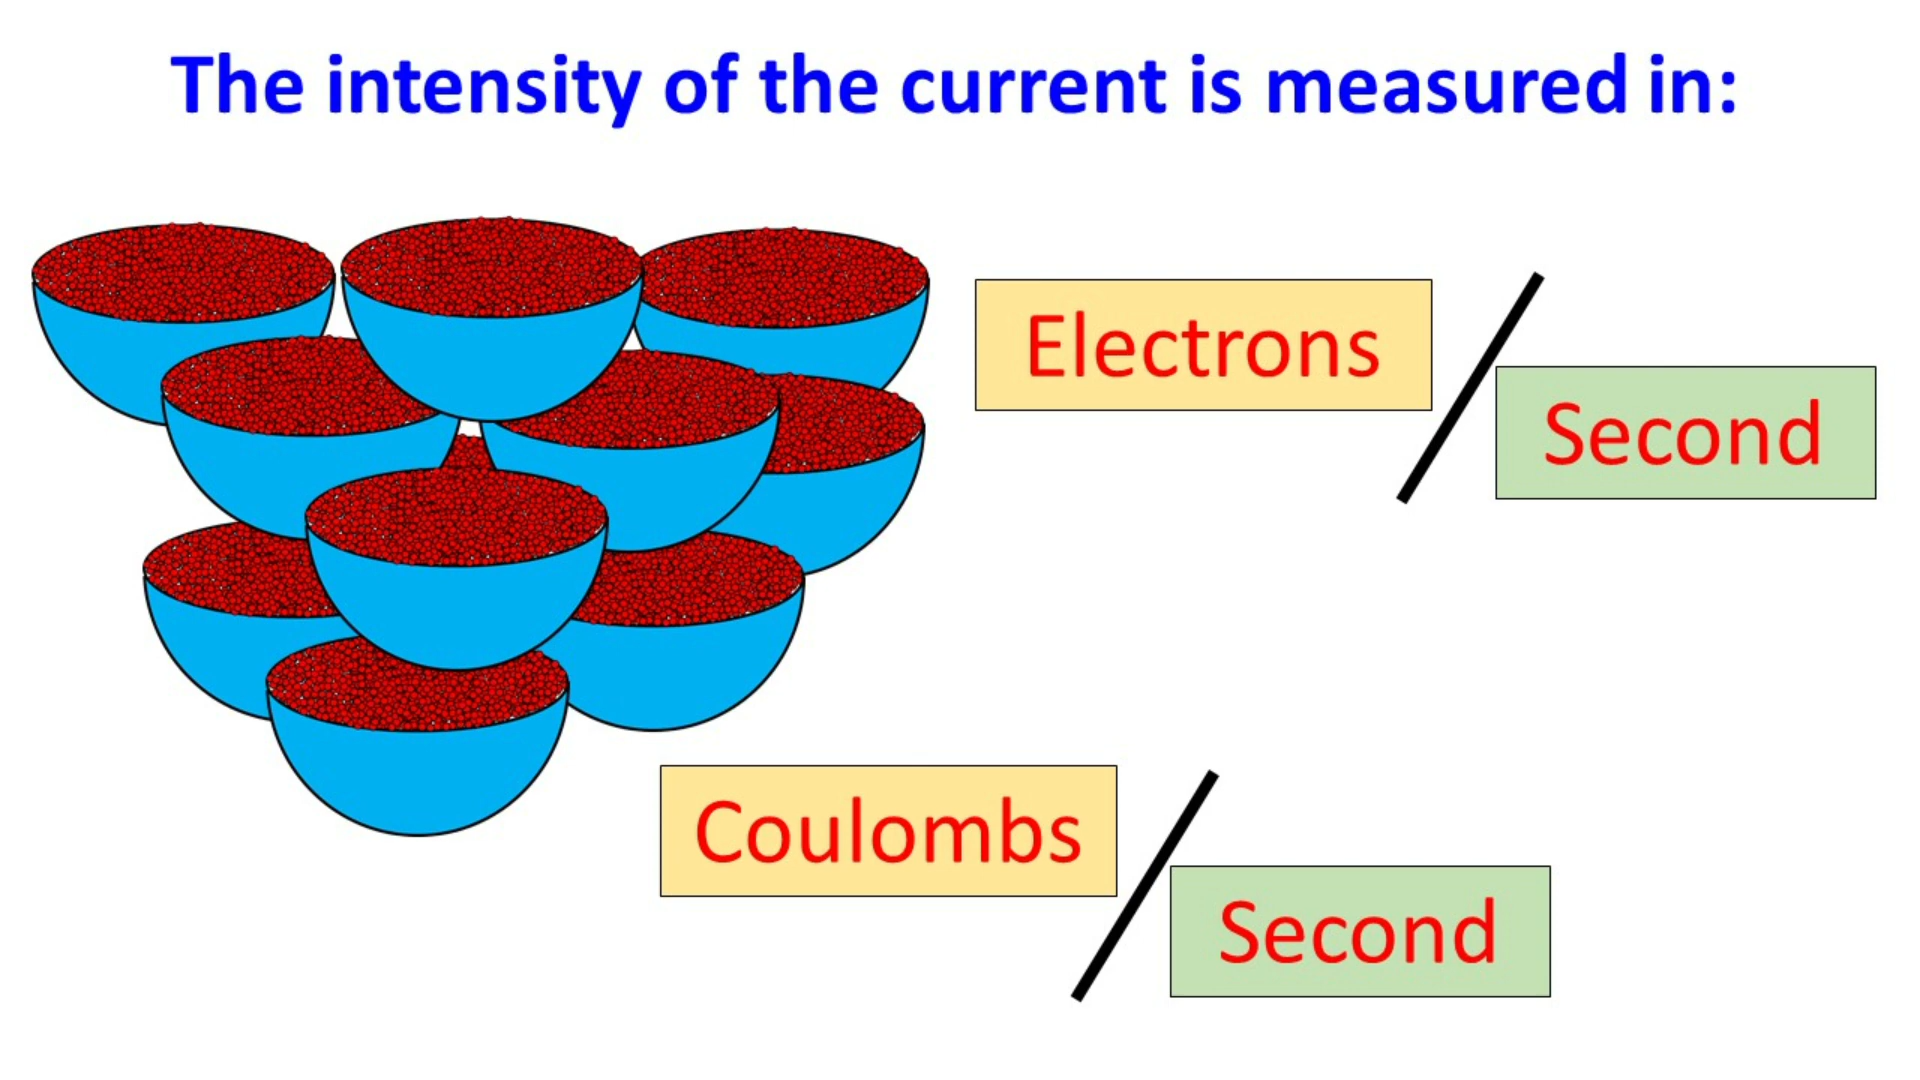 The intensity of the current is measured in:
Electrons
Second
Coulombs
Second